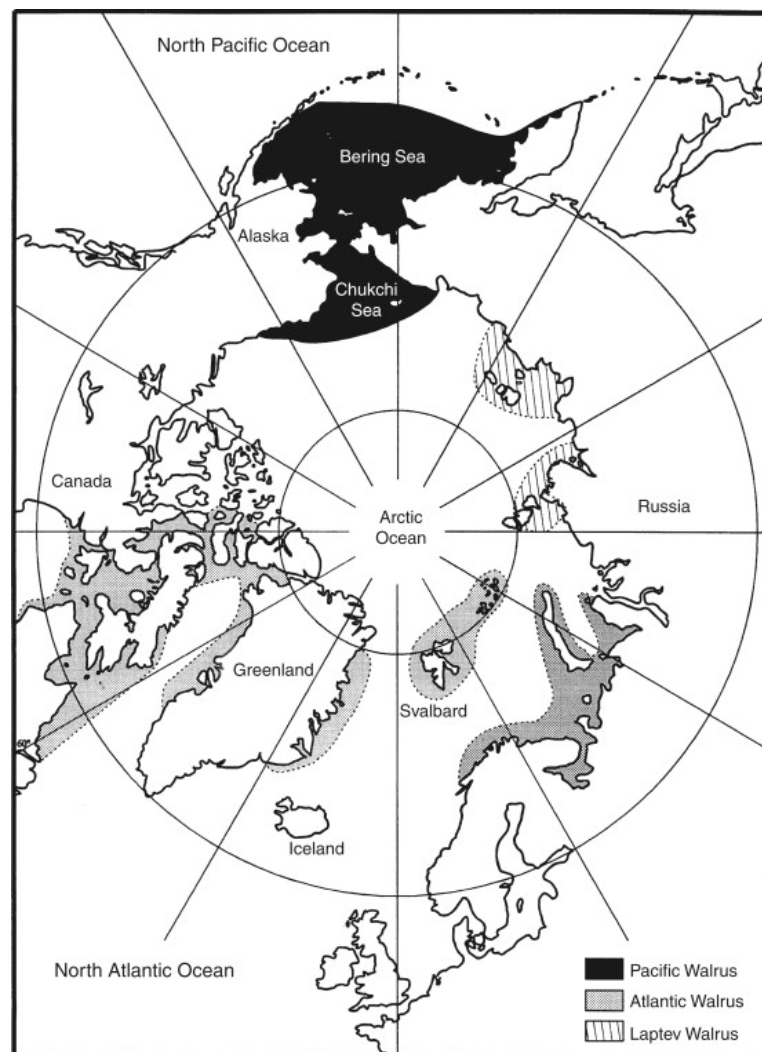 North Pacific Ocean
Bering Sea
Alaska
Chukchi
Sea
Canada
Arctic
Ocean
Russia
Greenland
Svalbard
60°
Iceland
North Atlantic Ocean
Pacific Walrus
Atlantic Walrus
Laptev Walrus